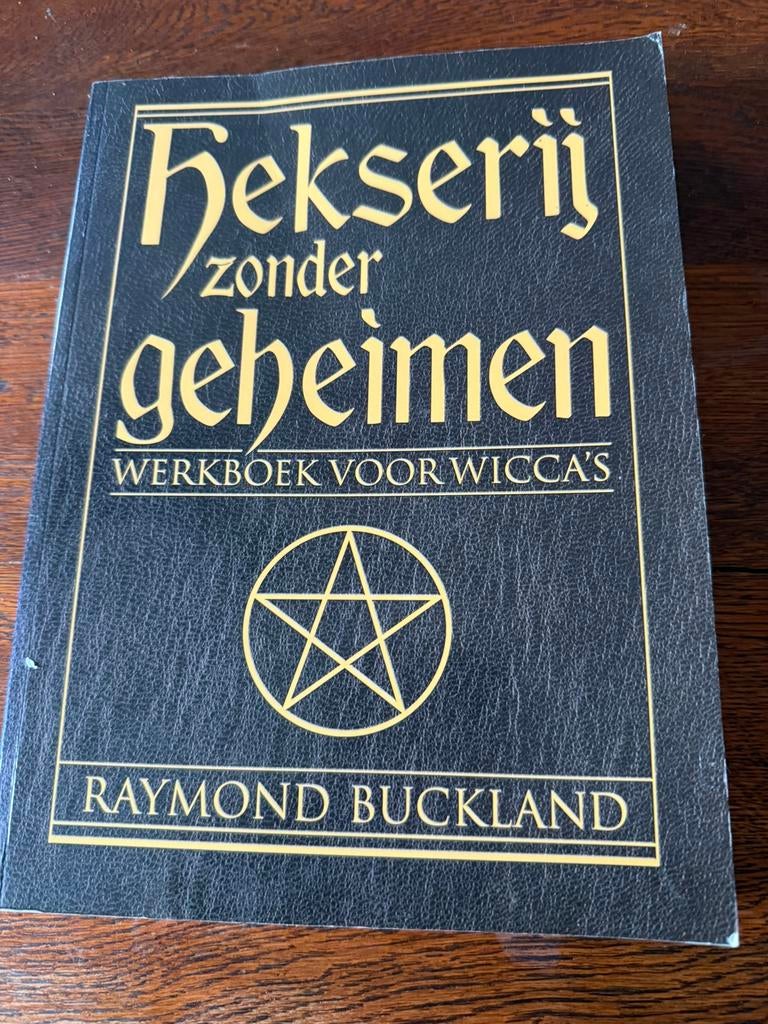 Hekserij
zonder
geheimen
WERKBOEK VOOR WICCA'S
RAYMOND BUCKLAND